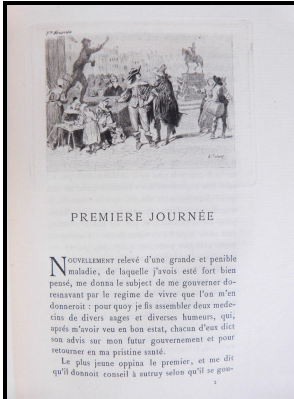 PREMIERE JOURNÉE
NOUVELLEMENT relevé d'une grande et penible
maladie, de laquelle j'avois esté fort bien
pensé, me donna le subject de me gouverner do-
resnavant par le regime de vivre que l'on m'en
donneroit : pour quoy je fis assembler deux mede-
cins de divers aages et diverses humeurs, qui,
aprés m'avoir veu en bon estat, chacun d'eux dict
son advis sur mon futur gouvernement et pour
retourner en ma pristine santé.
Le plus jeune oppina le premier, et me dit
qu'il donnoit conseil à autruy selon qu'il se gou-